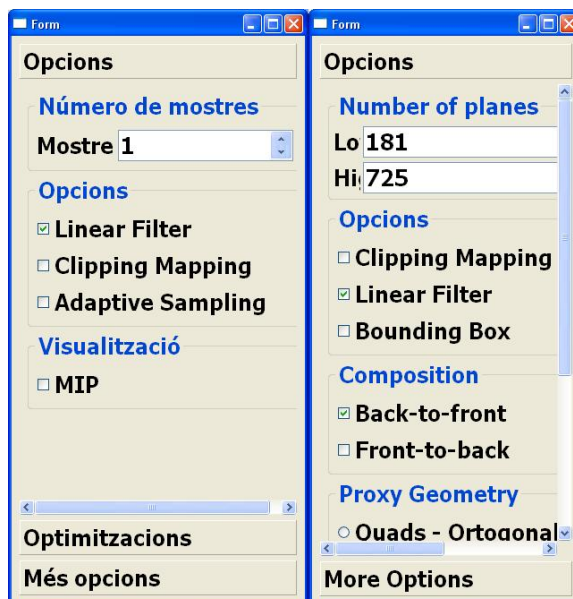 Form
Opcions
Número de mostres
Mostre 1
Opcions
Linear Filter
Clipping Mapping
Adaptive Sampling
Visualització
MIP
Optimitzacions
Més opcions
Form
Opcions
Number of planes
Lo 181
Hi 725
Opcions
Clipping Mapping
Linear Filter
Bounding Box
Composition
Back-to-front
Front-to-back
Proxy Geometry
Quads - Ortogonal
More Options